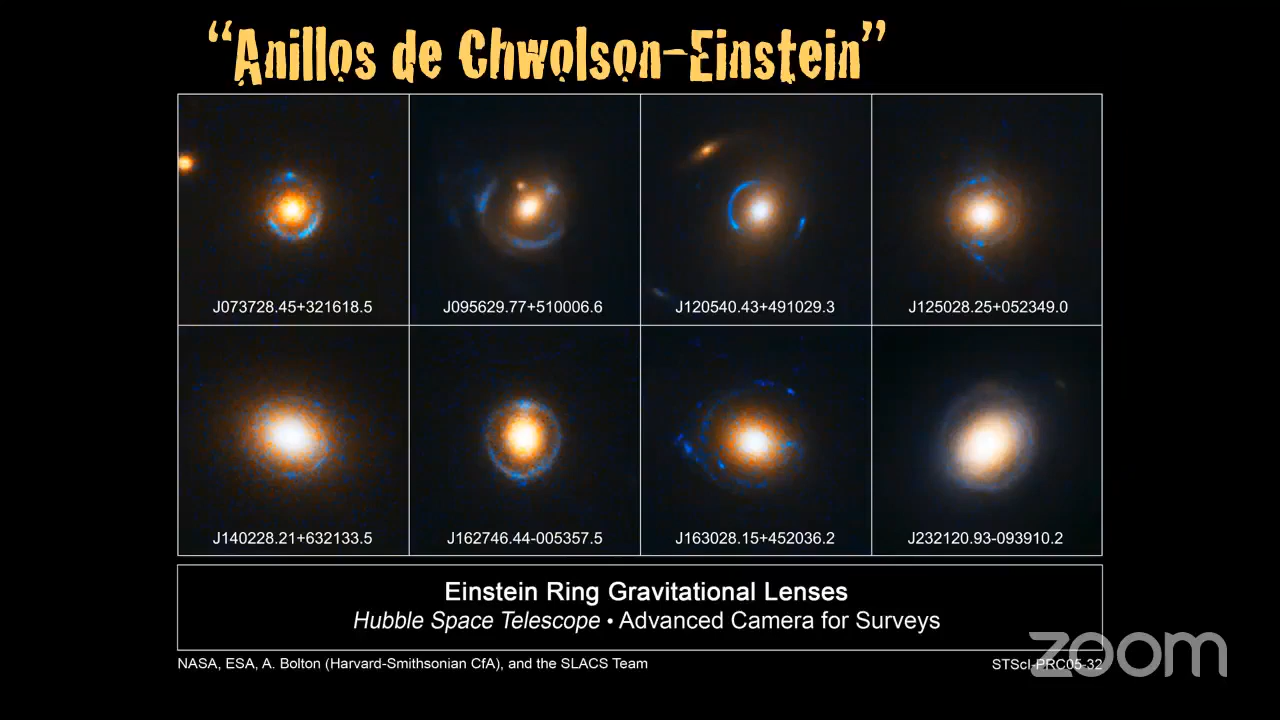 “Anillos de Chwolson-Einstein”
J073728.45+321618.5
J095629.77+510006.6
J120540.43+491029.3
J125028.25+052349.0
J140228.21+632133.5
J162746.44-005357.5
J163028.15+452036.2
J232120.93-093910.2
Einstein Ring Gravitational Lenses
Hubble Space Telescope • Advanced Camera for Surveys
NASA, ESA, A. Bolton (Harvard-Smithsonian CfA), and the SLACS Team
STScI-PRC05-32
zoom